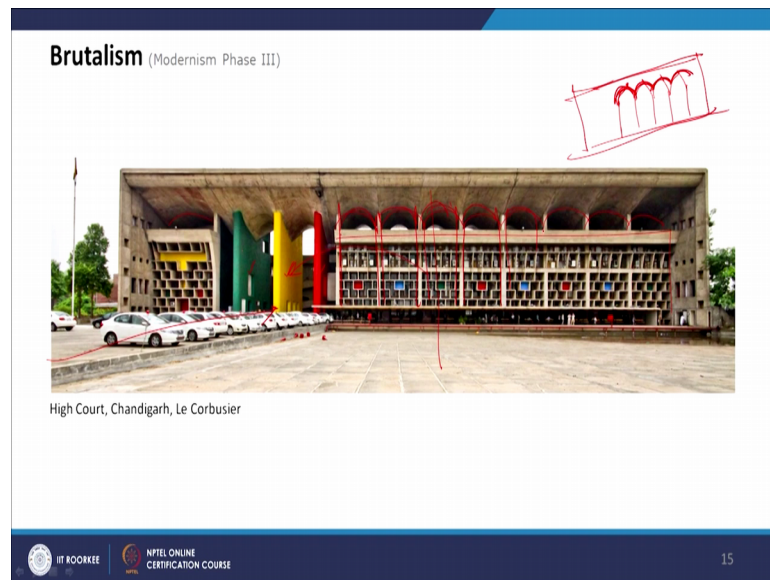 Brutalism (Modernism Phase III)
High Court, Chandigarh, Le Corbusier
IIT ROORKEE
NPTEL ONLINE
CERTIFICATION COURSE
15